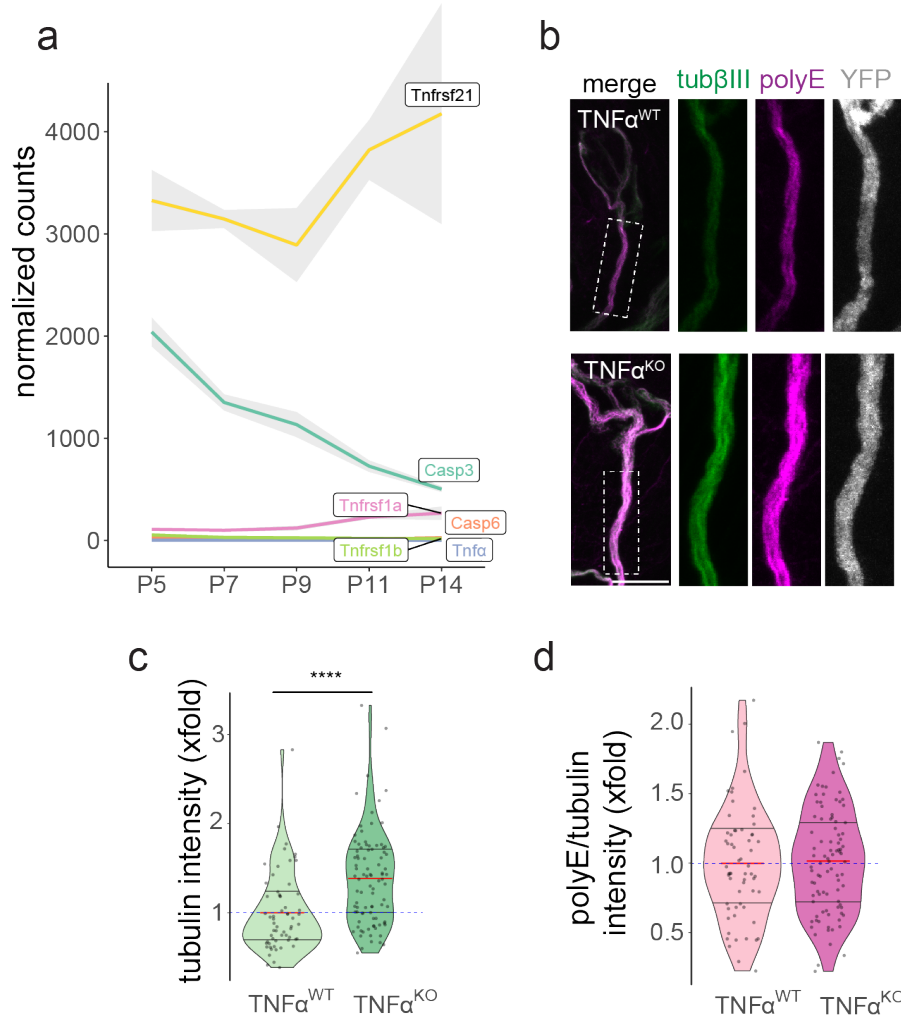 a
normalized counts
4000
3000
2000
1000
0
P5 P7 P9 P11 P14
Tnfrsf21
Casp3
Tnfrsf1a
Casp6
Tnfrsf1b
Tnfα
b
merge tubβIII polyE YFP
TNFα^WT
TNFα^KO
c
tubulin intensity (xfold)
3
2
1
****
TNFα^WT TNFα^KO
d
polyE/tubulin
intensity (xfold)
2.0
1.5
1.0
0.5
TNFα^WT TNFα^KO